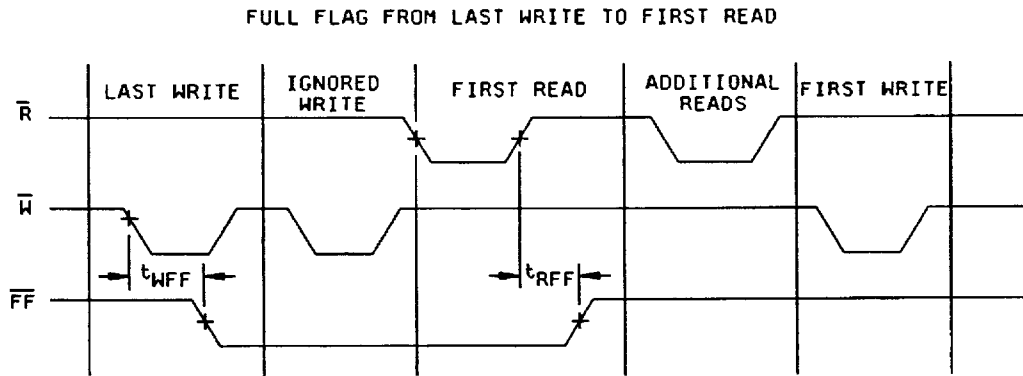 FULL FLAG FROM LAST WRITE TO FIRST READ
LAST WRITE
IGNORED
WRITE
FIRST READ
ADDITIONAL
READS
FIRST WRITE
R̅
W̅
tWFF
tRFF
F̅F̅